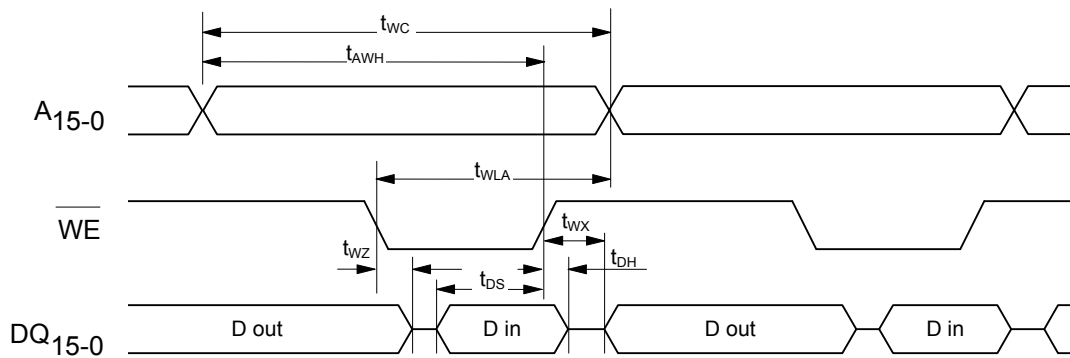 tWC
tAWH
A15-0
tWLA
WE
tWX
tWZ
tDH
tDS
DQ15-0
D out
D in
D out
D in